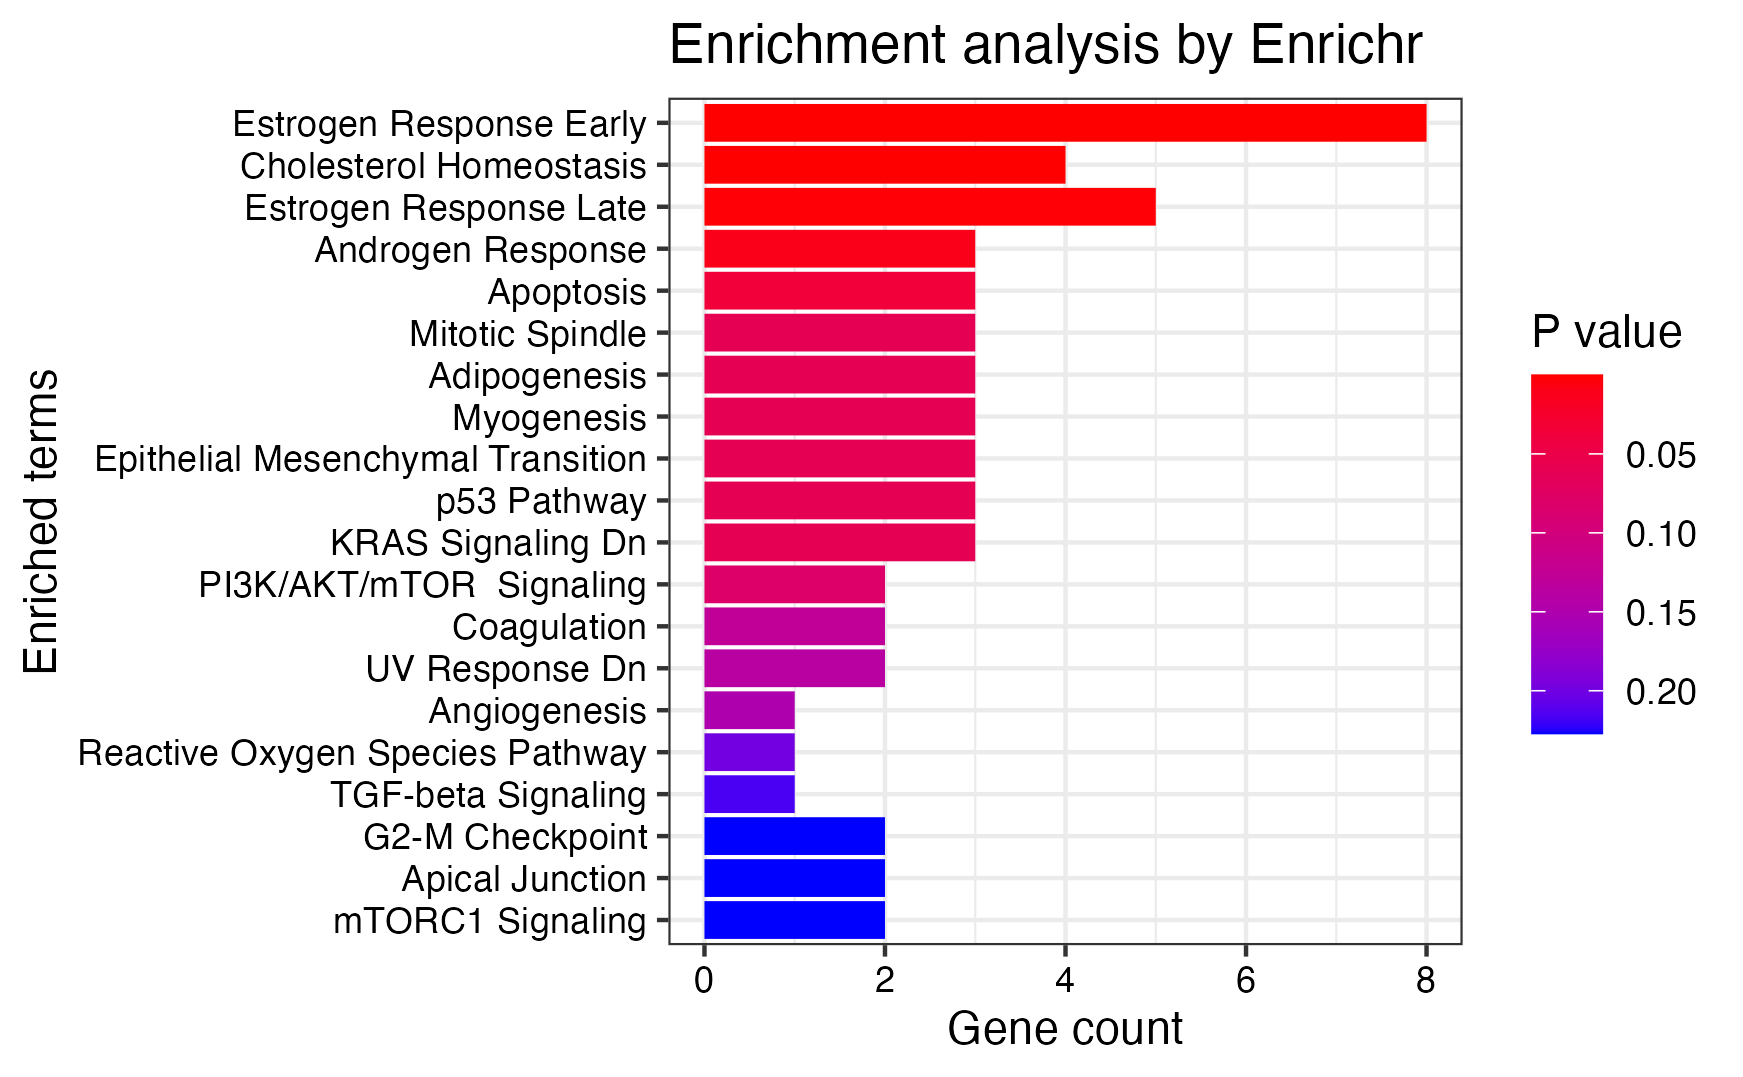 Enrichment analysis by Enrichr
Enriched terms
Estrogen Response Early
Cholesterol Homeostasis
Estrogen Response Late
Androgen Response
Apoptosis
Mitotic Spindle
Adipogenesis
Myogenesis
Epithelial Mesenchymal Transition
p53 Pathway
KRAS Signaling Dn
PI3K/AKT/mTOR  Signaling
Coagulation
UV Response Dn
Angiogenesis
Reactive Oxygen Species Pathway
TGF-beta Signaling
G2-M Checkpoint
Apical Junction
mTORC1 Signaling
0 2 4 6 8
Gene count
P value
0.05
0.10
0.15
0.20